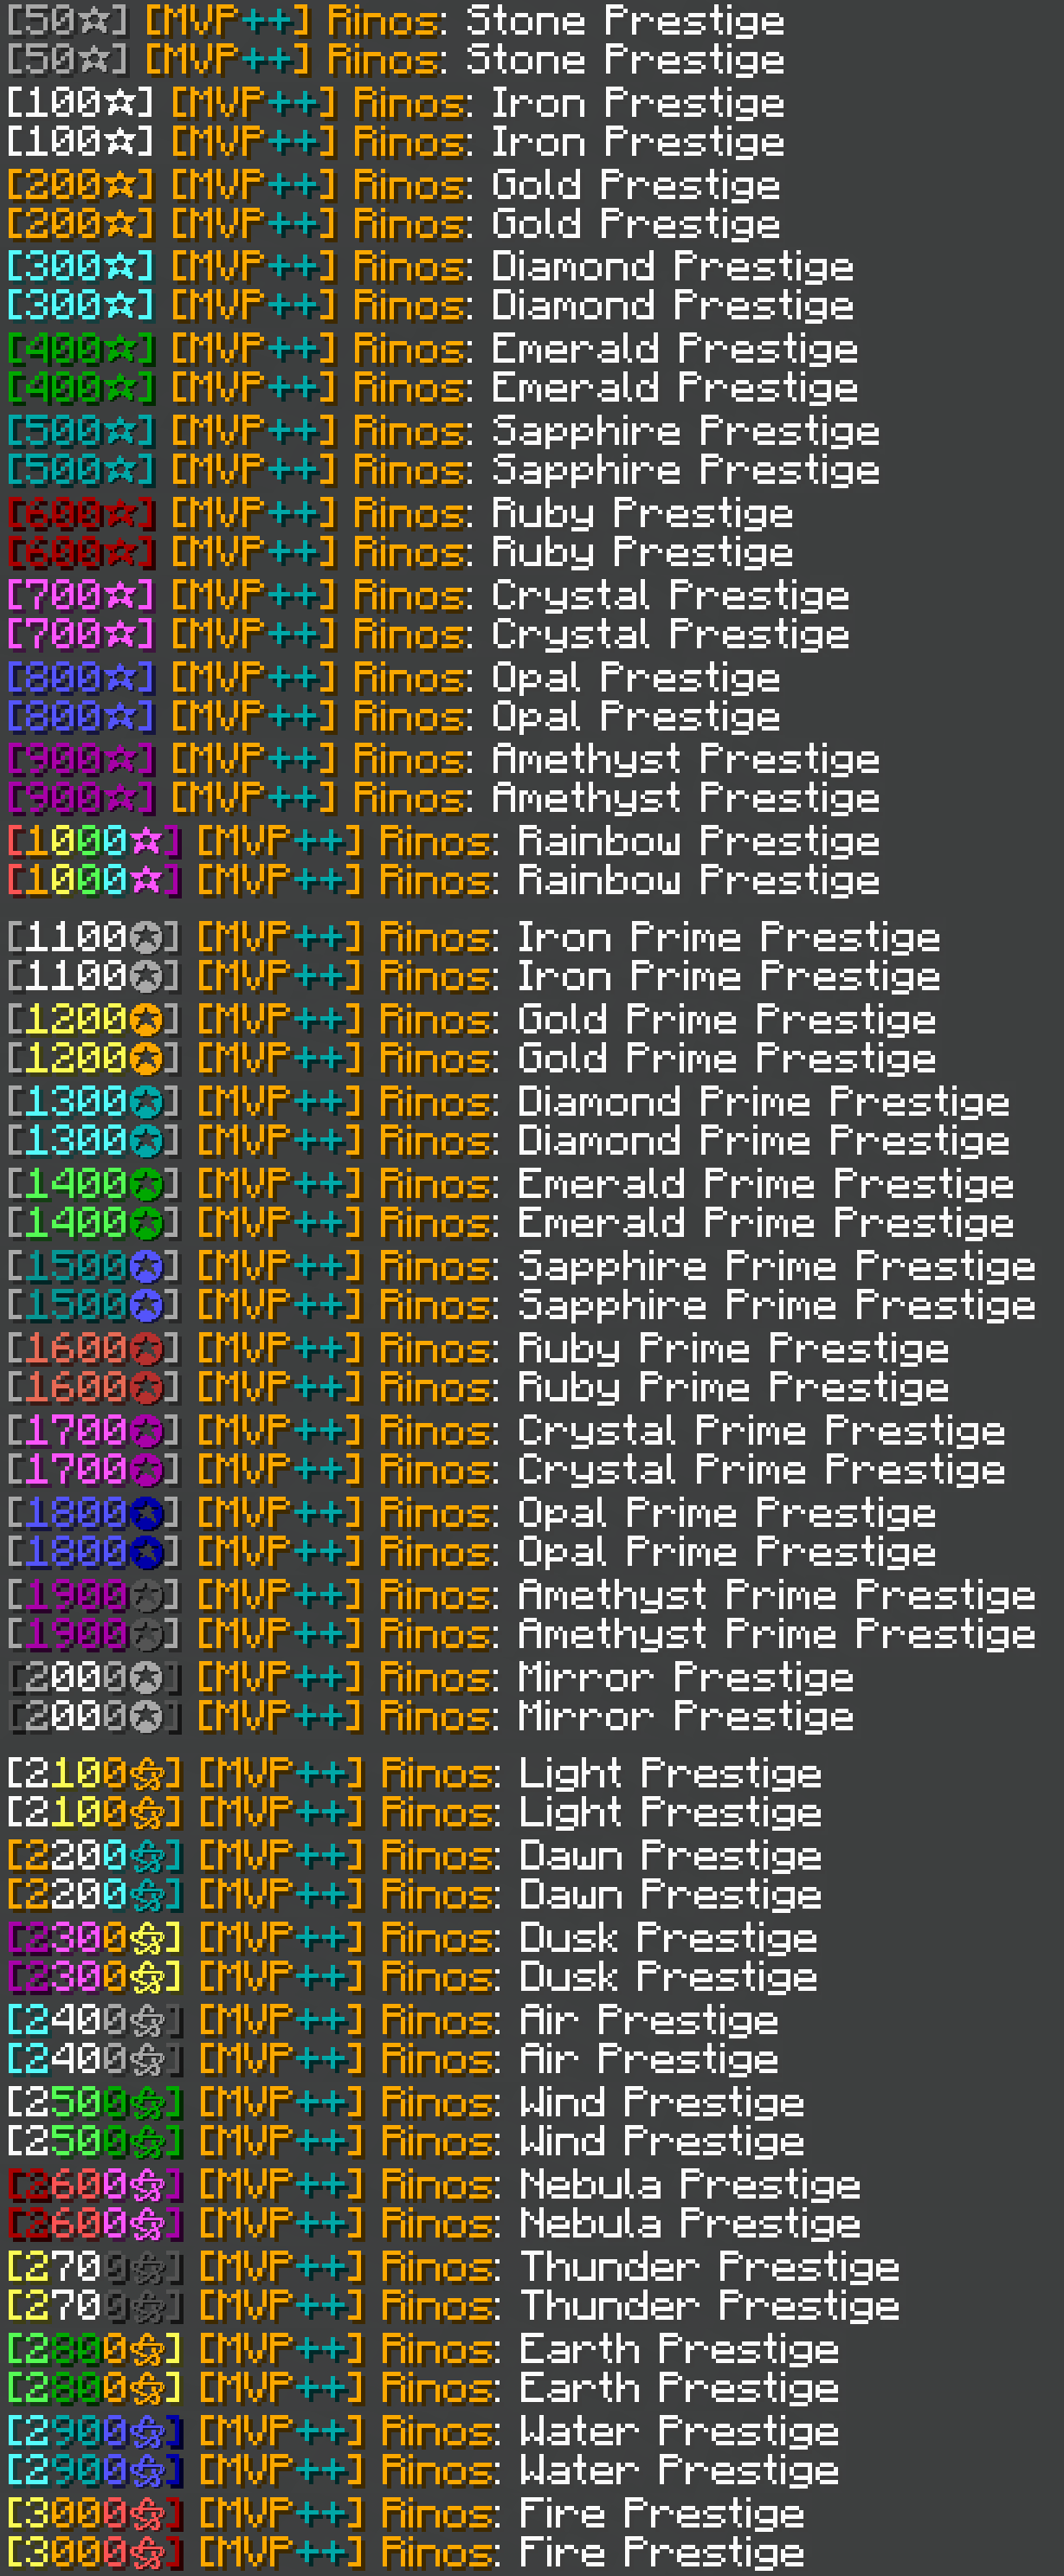 [50☆] [MVP++] Rinos: Stone Prestige
[50☆] [MVP++] Rinos: Stone Prestige
[100☆] [MVP++] Rinos: Iron Prestige
[100☆] [MVP++] Rinos: Iron Prestige
[200☆] [MVP++] Rinos: Gold Prestige
[200☆] [MVP++] Rinos: Gold Prestige
[300☆] [MVP++] Rinos: Diamond Prestige
[300☆] [MVP++] Rinos: Diamond Prestige
[400☆] [MVP++] Rinos: Emerald Prestige
[400☆] [MVP++] Rinos: Emerald Prestige
[500☆] [MVP++] Rinos: Sapphire Prestige
[500☆] [MVP++] Rinos: Sapphire Prestige
[600☆] [MVP++] Rinos: Ruby Prestige
[600☆] [MVP++] Rinos: Ruby Prestige
[700☆] [MVP++] Rinos: Crystal Prestige
[700☆] [MVP++] Rinos: Crystal Prestige
[800☆] [MVP++] Rinos: Opal Prestige
[800☆] [MVP++] Rinos: Opal Prestige
[900☆] [MVP++] Rinos: Amethyst Prestige
[900☆] [MVP++] Rinos: Amethyst Prestige
[1000☆] [MVP++] Rinos: Rainbow Prestige
[1000☆] [MVP++] Rinos: Rainbow Prestige
[1100✪] [MVP++] Rinos: Iron Prime Prestige
[1100✪] [MVP++] Rinos: Iron Prime Prestige
[1200✪] [MVP++] Rinos: Gold Prime Prestige
[1200✪] [MVP++] Rinos: Gold Prime Prestige
[1300✪] [MVP++] Rinos: Diamond Prime Prestige
[1300✪] [MVP++] Rinos: Diamond Prime Prestige
[1400✪] [MVP++] Rinos: Emerald Prime Prestige
[1400✪] [MVP++] Rinos: Emerald Prime Prestige
[1500✪] [MVP++] Rinos: Sapphire Prime Prestige
[1500✪] [MVP++] Rinos: Sapphire Prime Prestige
[1600✪] [MVP++] Rinos: Ruby Prime Prestige
[1600✪] [MVP++] Rinos: Ruby Prime Prestige
[1700✪] [MVP++] Rinos: Crystal Prime Prestige
[1700✪] [MVP++] Rinos: Crystal Prime Prestige
[1800✪] [MVP++] Rinos: Opal Prime Prestige
[1800✪] [MVP++] Rinos: Opal Prime Prestige
[1900✪] [MVP++] Rinos: Amethyst Prime Prestige
[1900✪] [MVP++] Rinos: Amethyst Prime Prestige
[2000✪] [MVP++] Rinos: Mirror Prestige
[2000✪] [MVP++] Rinos: Mirror Prestige
[2100⚝] [MVP++] Rinos: Light Prestige
[2100⚝] [MVP++] Rinos: Light Prestige
[2200⚝] [MVP++] Rinos: Dawn Prestige
[2200⚝] [MVP++] Rinos: Dawn Prestige
[2300⚝] [MVP++] Rinos: Dusk Prestige
[2300⚝] [MVP++] Rinos: Dusk Prestige
[2400⚝] [MVP++] Rinos: Air Prestige
[2400⚝] [MVP++] Rinos: Air Prestige
[2500⚝] [MVP++] Rinos: Wind Prestige
[2500⚝] [MVP++] Rinos: Wind Prestige
[2600⚝] [MVP++] Rinos: Nebula Prestige
[2600⚝] [MVP++] Rinos: Nebula Prestige
[2700⚝] [MVP++] Rinos: Thunder Prestige
[2700⚝] [MVP++] Rinos: Thunder Prestige
[2800⚝] [MVP++] Rinos: Earth Prestige
[2800⚝] [MVP++] Rinos: Earth Prestige
[2900⚝] [MVP++] Rinos: Water Prestige
[2900⚝] [MVP++] Rinos: Water Prestige
[3000⚝] [MVP++] Rinos: Fire Prestige
[3000⚝] [MVP++] Rinos: Fire Prestige